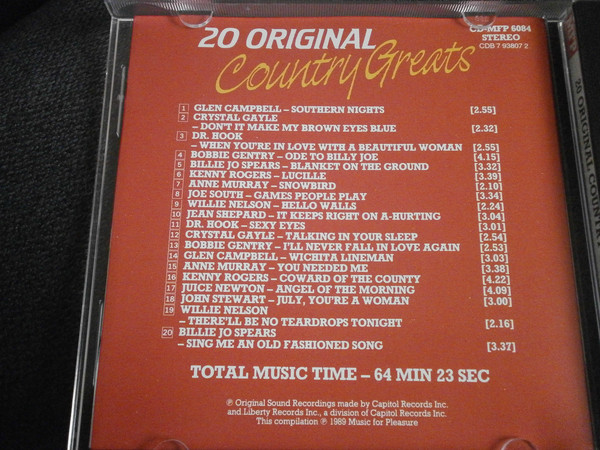 20 ORIGINAL
Country Greats
CD-MFP 6084
STEREO
CDB 7 93807 2
1 GLEN CAMPBELL – SOUTHERN NIGHTS [2.55]
2 CRYSTAL GAYLE
– DON'T IT MAKE MY BROWN EYES BLUE [2.32]
3 DR. HOOK
– WHEN YOU'RE IN LOVE WITH A BEAUTIFUL WOMAN [2.55]
4 BOBBIE GENTRY – ODE TO BILLY JOE [4.15]
5 BILLIE JO SPEARS – BLANKET ON THE GROUND [3.32]
6 KENNY ROGERS – LUCILLE [3.39]
7 ANNE MURRAY – SNOWBIRD [2.10]
8 JOE SOUTH – GAMES PEOPLE PLAY [3.34]
9 WILLIE NELSON – HELLO WALLS [2.24]
10 JEAN SHEPARD – IT KEEPS RIGHT ON A-HURTING [3.04]
11 DR. HOOK – SEXY EYES [3.01]
12 CRYSTAL GAYLE – TALKING IN YOUR SLEEP [2.54]
13 BOBBIE GENTRY – I'LL NEVER FALL IN LOVE AGAIN [2.53]
14 GLEN CAMPBELL – WICHITA LINEMAN [3.03]
15 ANNE MURRAY – YOU NEEDED ME [3.38]
16 KENNY ROGERS – COWARD OF THE COUNTY [4.22]
17 JUICE NEWTON – ANGEL OF THE MORNING [4.09]
18 JOHN STEWART – JULY, YOU'RE A WOMAN [3.00]
19 WILLIE NELSON
– THERE'LL BE NO TEARDROPS TONIGHT [2.16]
20 BILLIE JO SPEARS
– SING ME AN OLD FASHIONED SONG [3.37]
TOTAL MUSIC TIME – 64 MIN 23 SEC
℗ Original Sound Recordings made by Capitol Records Inc.
and Liberty Records Inc., a division of Capitol Records Inc.
This compilation ℗ 1989 Music for Pleasure
20 ORIGINAL COUNTRY